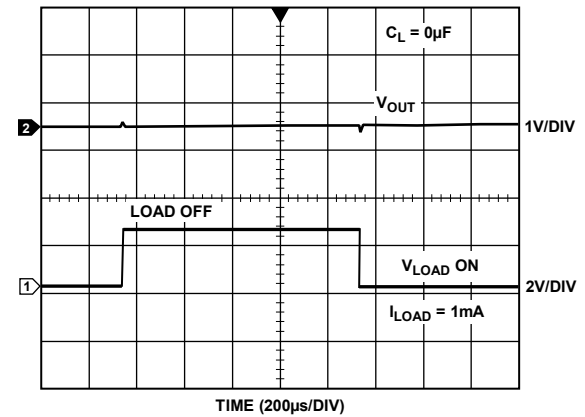 C_L = 0µF
V_OUT
2
1V/DIV
LOAD OFF
V_LOAD ON
1
2V/DIV
I_LOAD = 1mA
TIME (200µs/DIV)